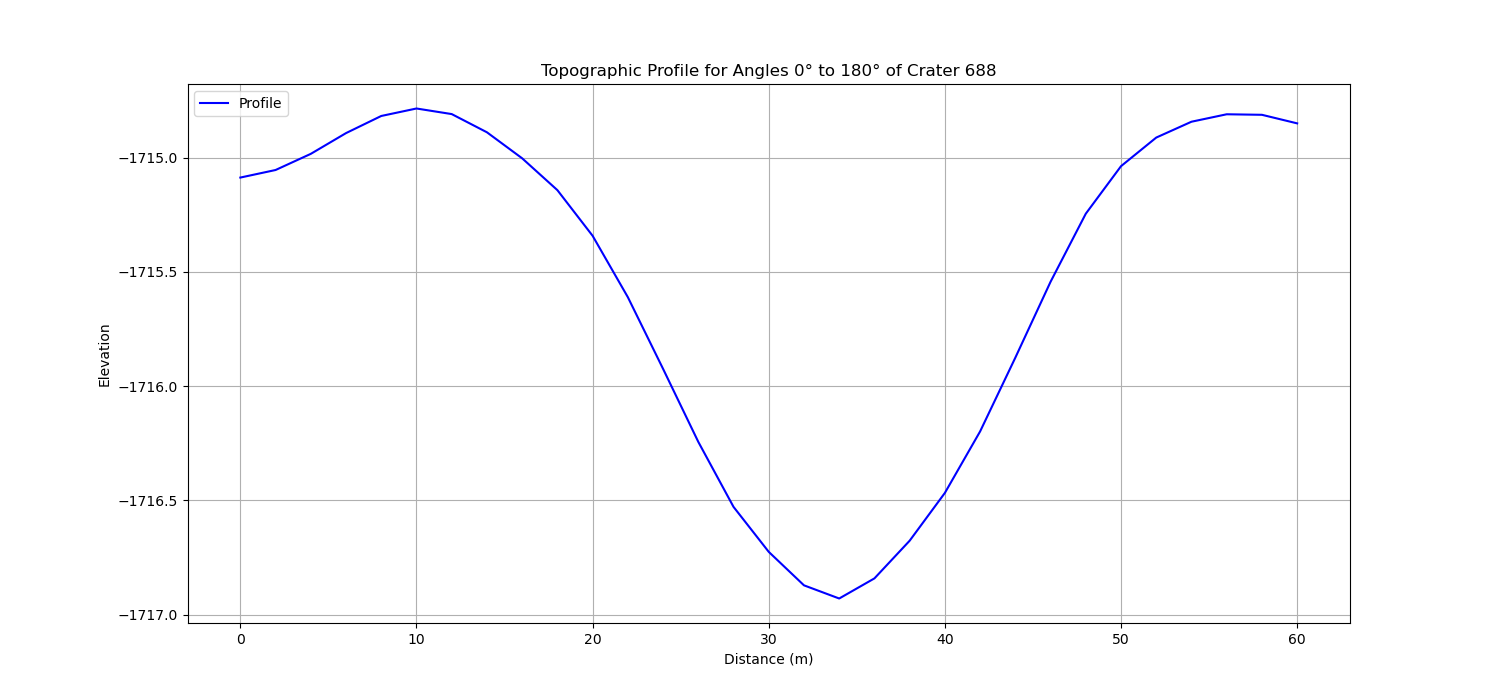 Topographic Profile for Angles 0° to 180° of Crater 688
Profile
−1715.0
−1715.5
−1716.0
−1716.5
−1717.0
Elevation
0 10 20 30 40 50 60
Distance (m)